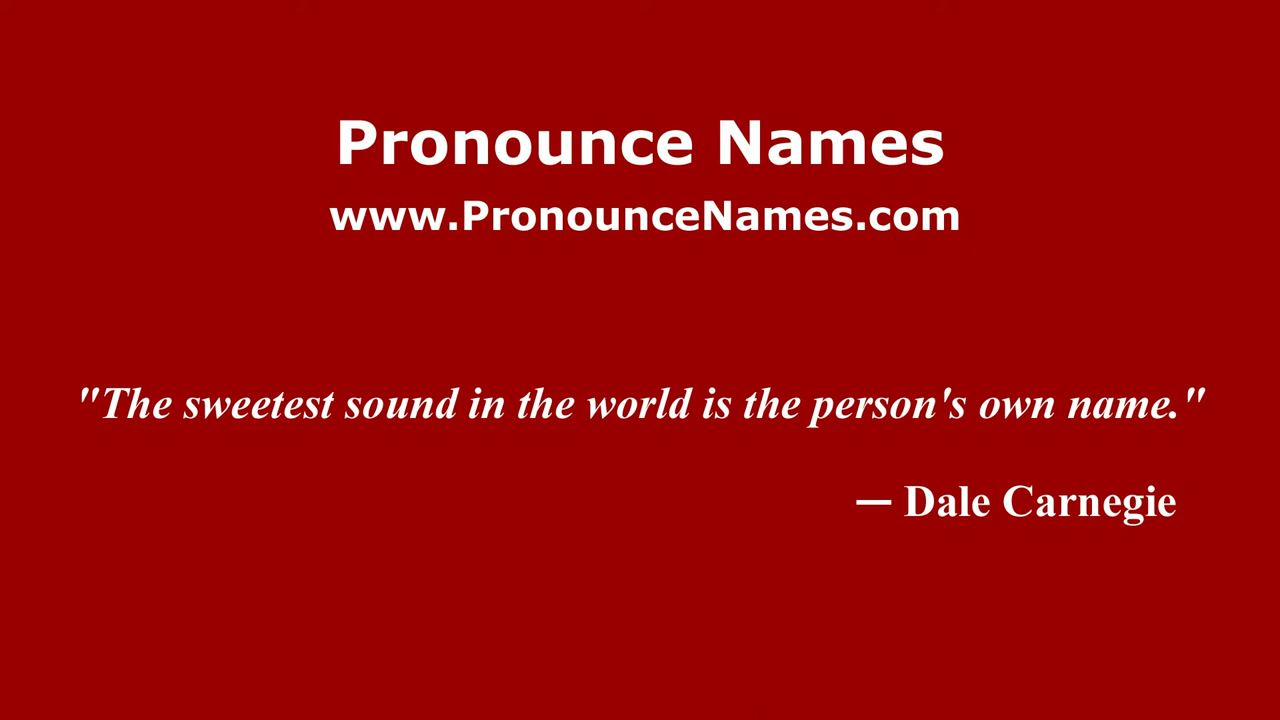 Pronounce Names
www.PronounceNames.com
"The sweetest sound in the world is the person's own name."
— Dale Carnegie